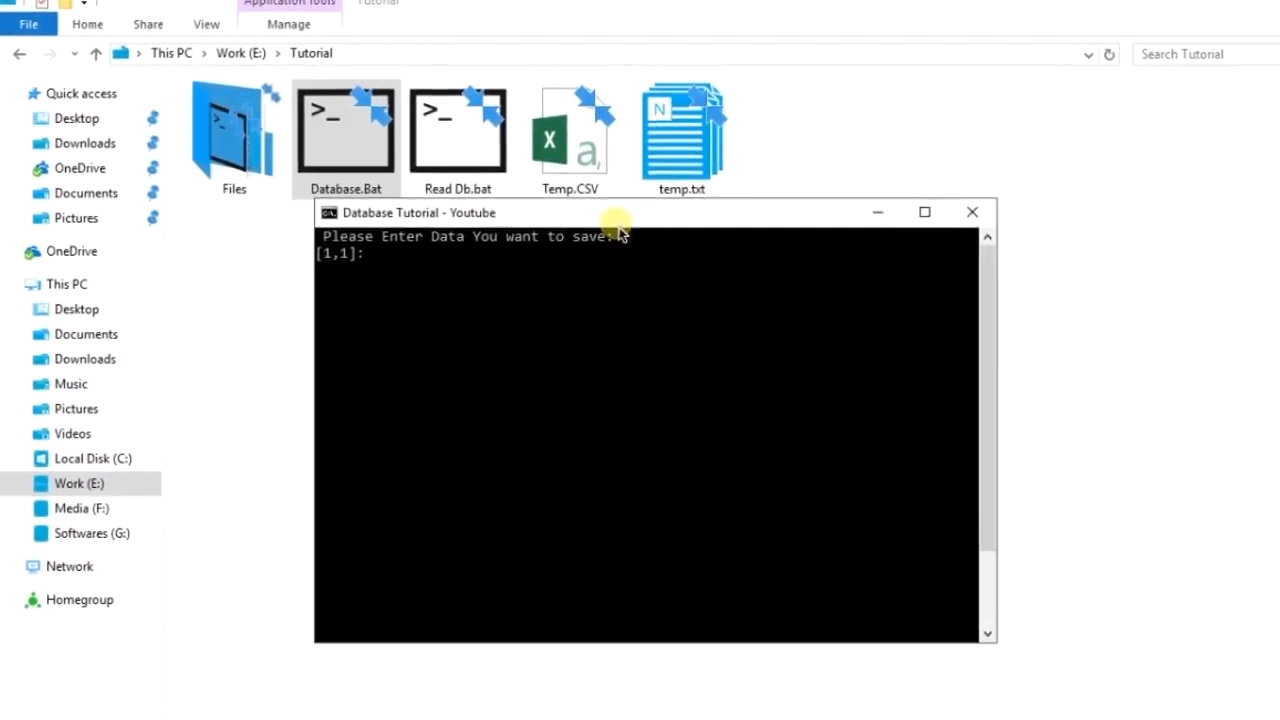 Application Tools
Tutorial
File
Home
Share
View
Manage
This PC
Work (E:)
Tutorial
Search Tutorial
Quick access
Desktop
Downloads
OneDrive
Documents
Pictures
OneDrive
This PC
Desktop
Documents
Downloads
Music
Pictures
Videos
Local Disk (C:)
Work (E:)
Media (F:)
Softwares (G:)
Network
Homegroup
>_
>_
X
a,
N
Files
Database.Bat
Read Db.bat
Temp.CSV
temp.txt
Database Tutorial - Youtube
Please Enter Data You want to save:
[1,1]: